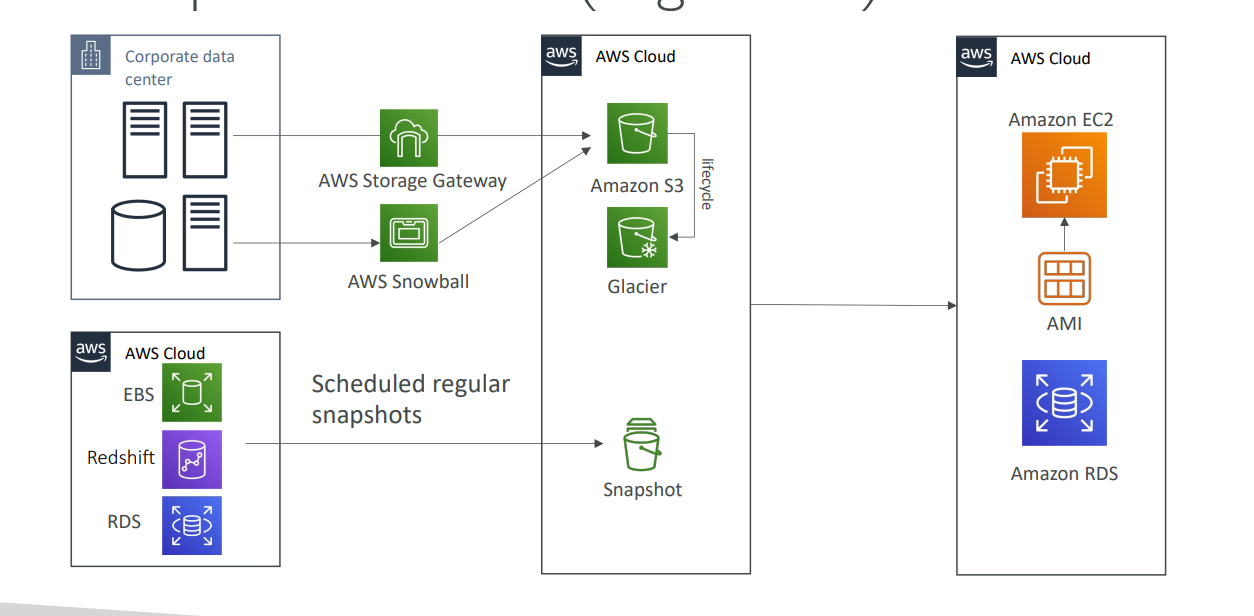 Corporate data
center
AWS Storage Gateway
AWS Snowball
aws
AWS Cloud
EBS
Redshift
RDS
Scheduled regular
snapshots
aws
AWS Cloud
Amazon S3
lifecycle
Glacier
Snapshot
aws
AWS Cloud
Amazon EC2
AMI
Amazon RDS